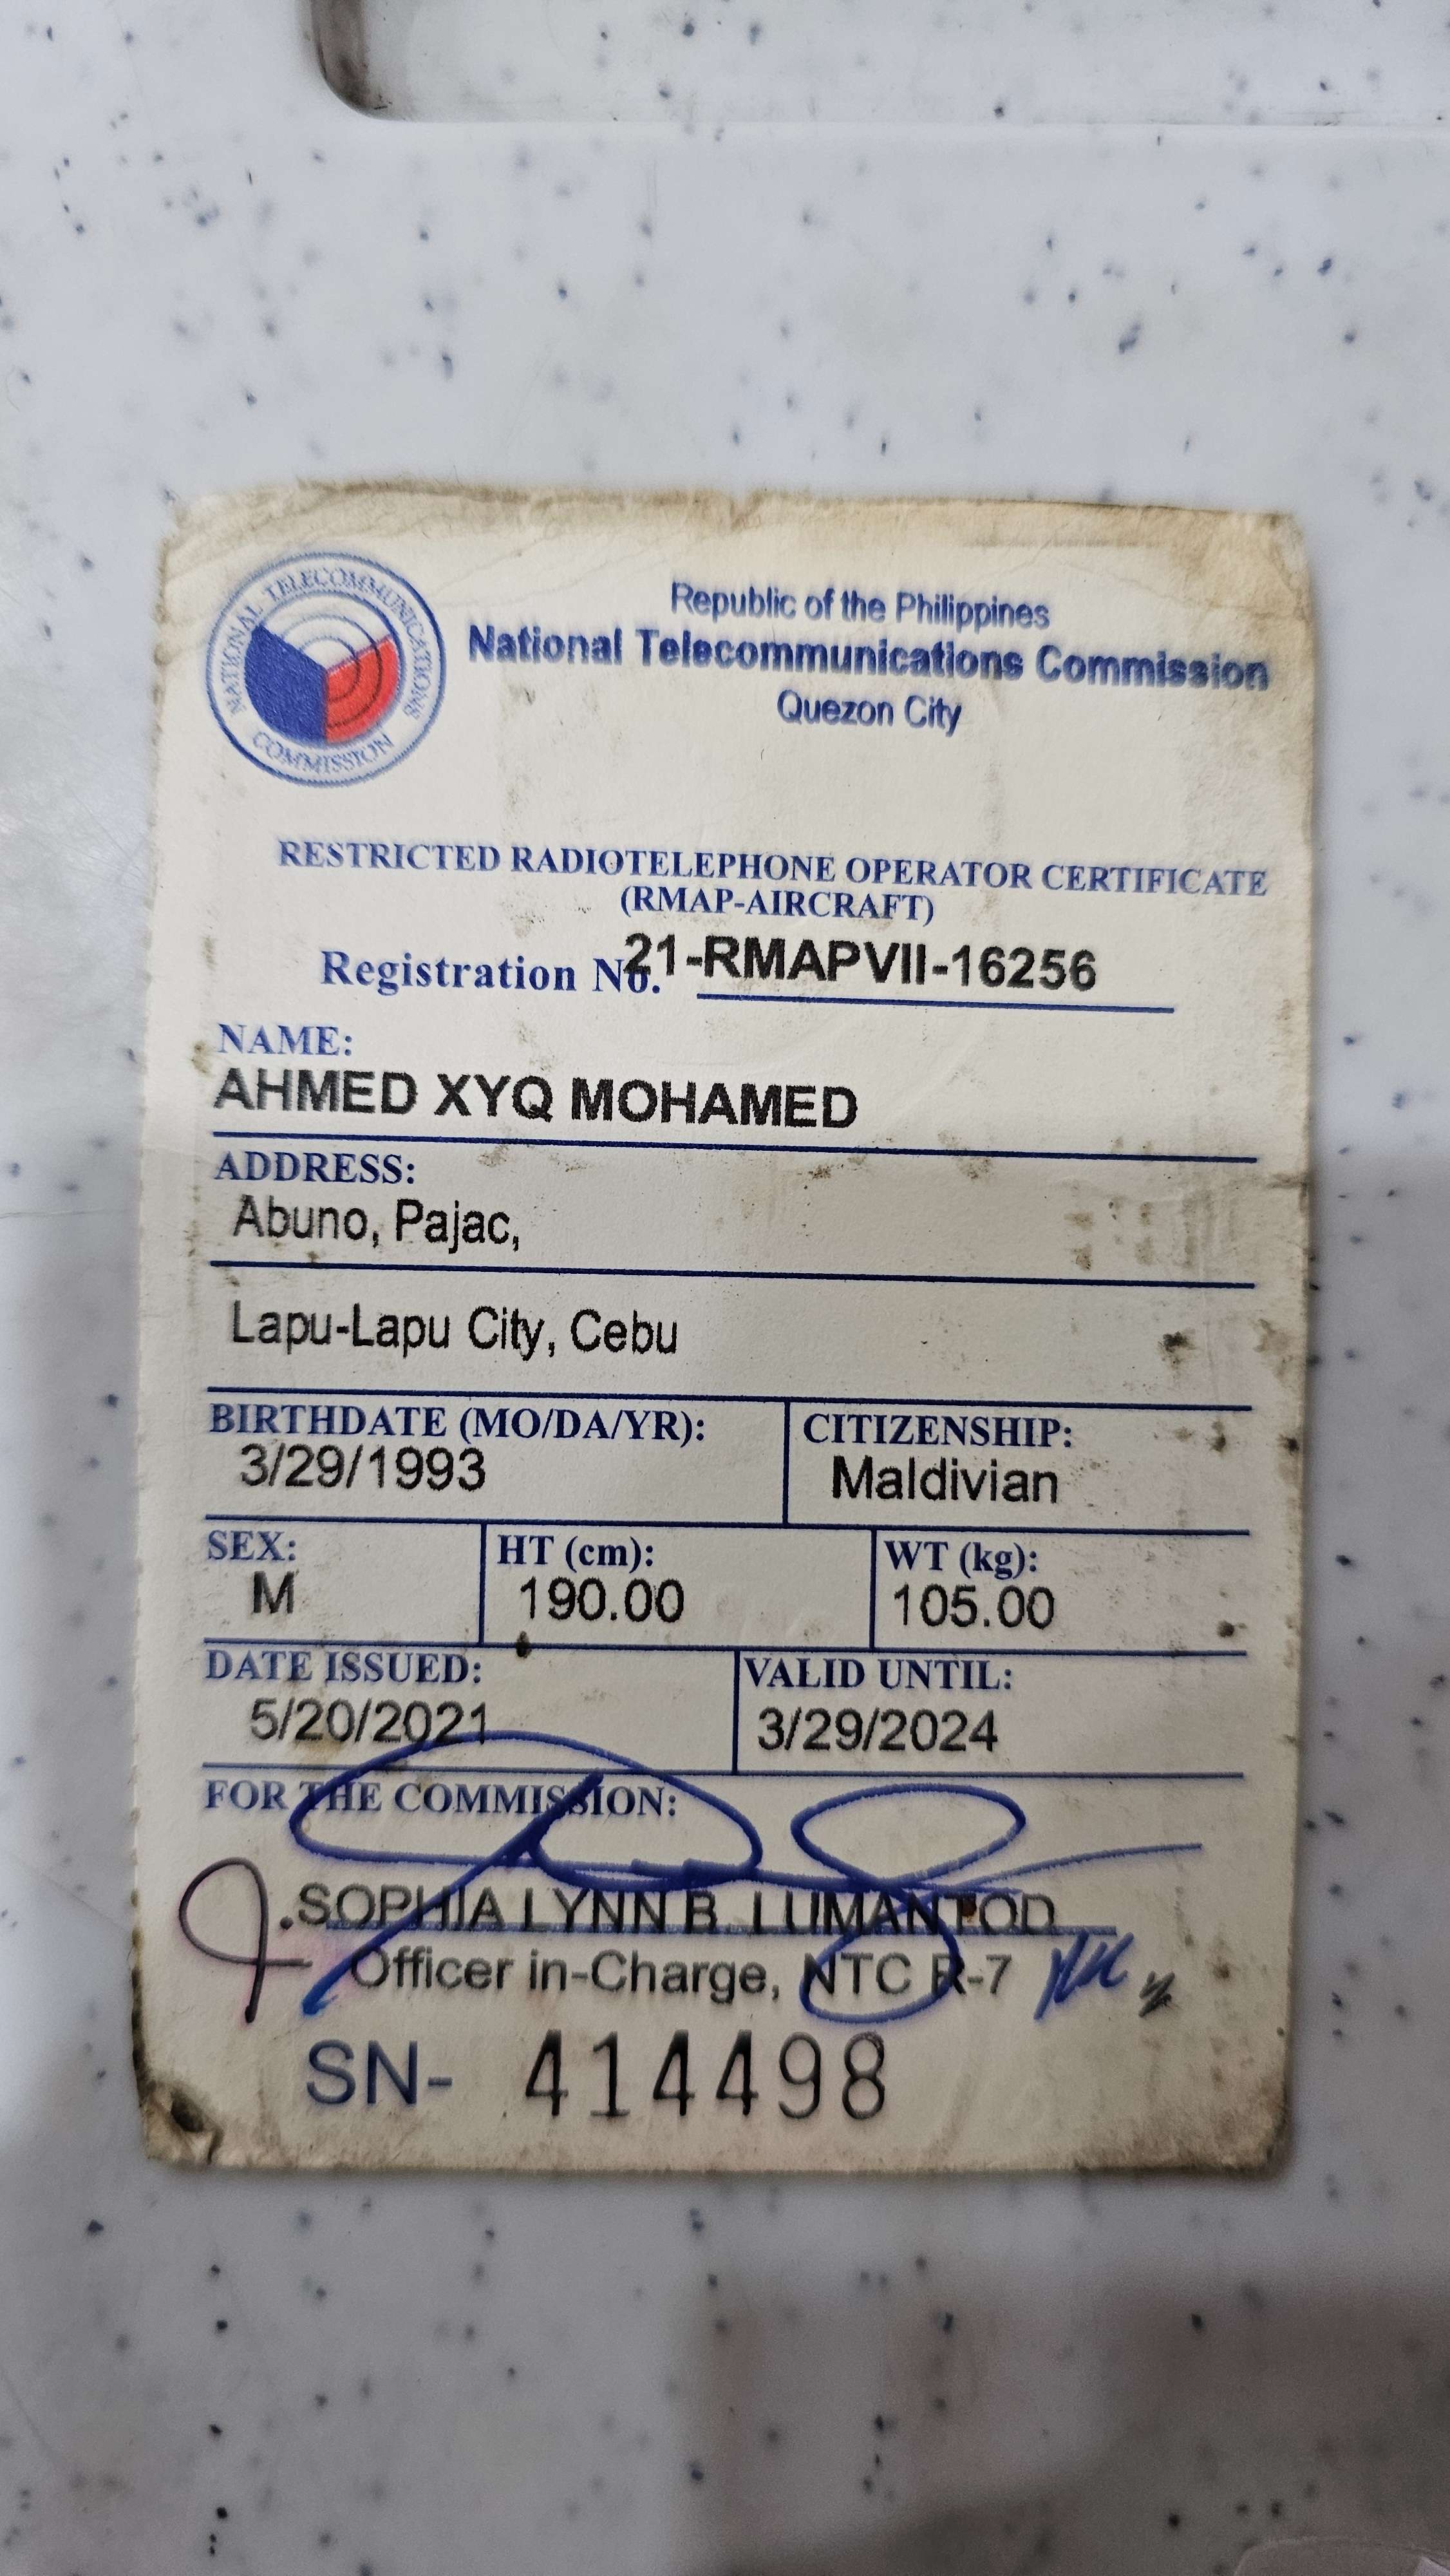 NATIONAL TELECOMMUNICATIONS COMMISSION
Republic of the Philippines
National Telecommunications Commission
Quezon City
RESTRICTED RADIOTELEPHONE OPERATOR CERTIFICATE
(RMAP-AIRCRAFT)
Registration No. 21-RMAPVII-16256
NAME:
AHMED XYQ MOHAMED
ADDRESS:
Abuno, Pajac,
Lapu-Lapu City, Cebu
BIRTHDATE (MO/DA/YR): CITIZENSHIP:
3/29/1993 Maldivian
SEX: HT (cm): WT (kg):
M 190.00 105.00
DATE ISSUED: VALID UNTIL:
5/20/2021 3/29/2024
FOR THE COMMISSION:
SOPHIA LYNN B. LUMANTOD
Officer in-Charge, NTC R-7
SN- 414498